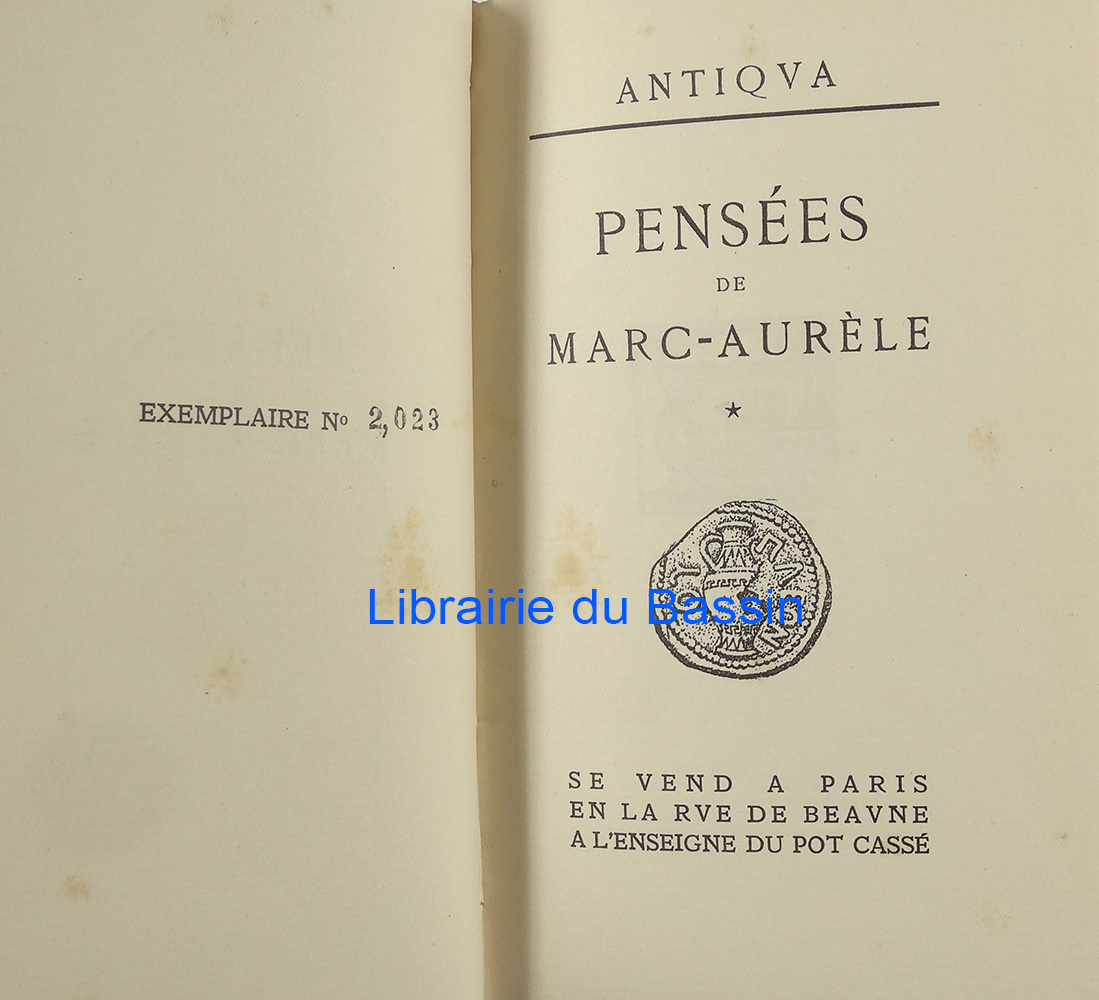 EXEMPLAIRE Nº 2,023
ANTIQVA
PENSÉES
DE
MARC-AURÈLE
*
Librairie du Bassin
SE VEND A PARIS
EN LA RVE DE BEAVNE
A L'ENSEIGNE DU POT CASSÉ